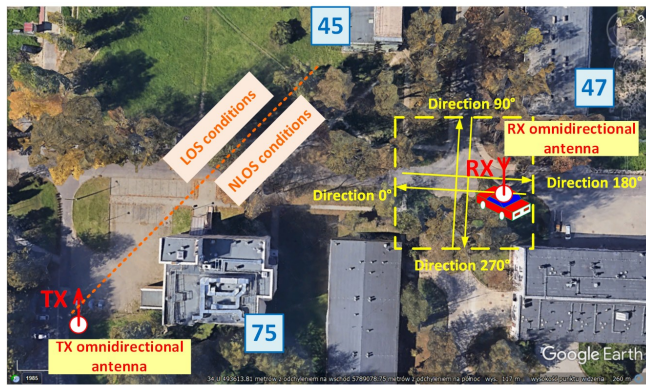 45
47
Direction 90°
LOS conditions
NLOS conditions
RX omnidirectional
antenna
RX
Direction 0°
Direction 180°
Direction 270°
TX
75
TX omnidirectional
antenna
Google Earth
1985